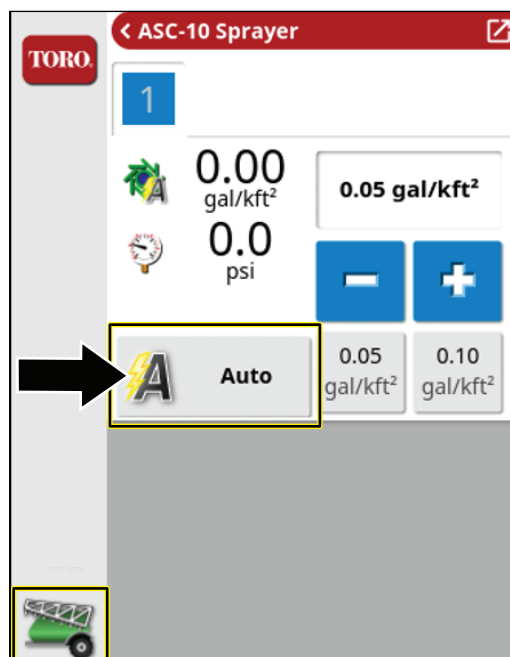 TORO.
< ASC-10 Sprayer
1
0.00
gal/kft²
0.05 gal/kft²
0.0
psi
A Auto
0.05
gal/kft²
0.10
gal/kft²